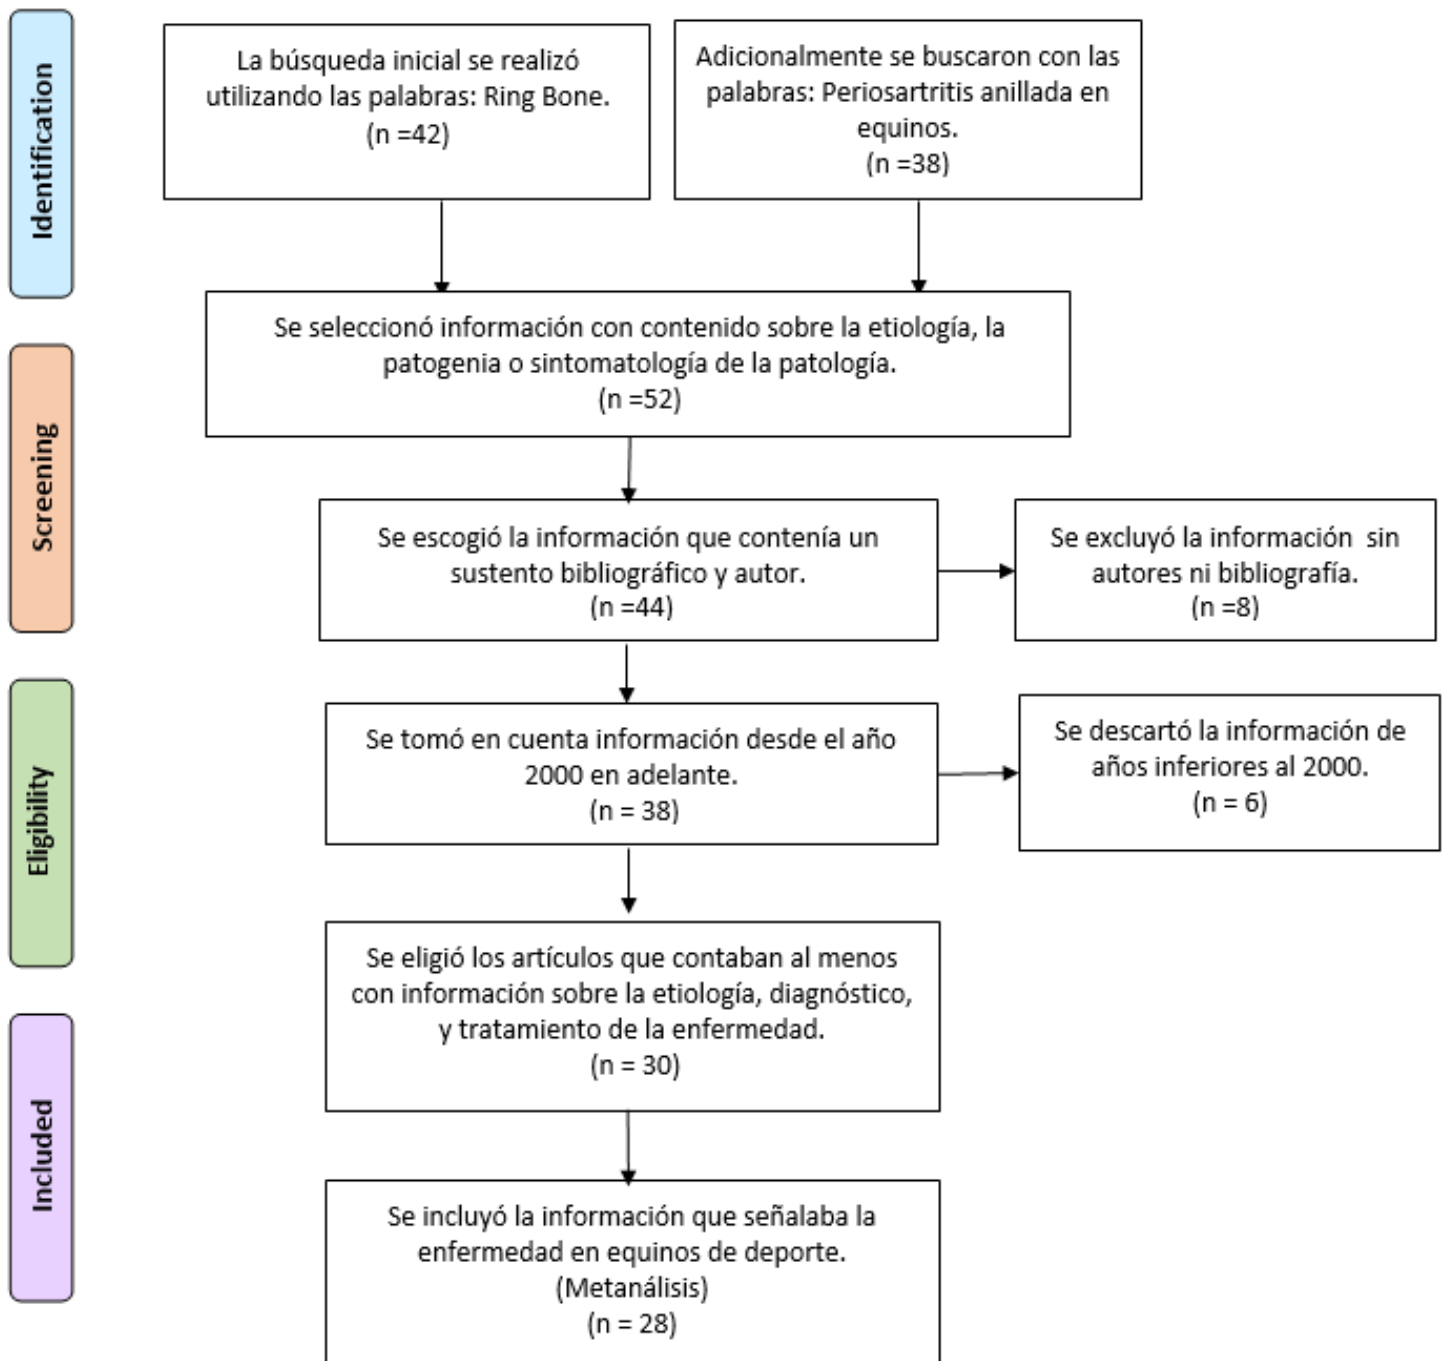 Identification
La búsqueda inicial se realizó
utilizando las palabras: Ring Bone.
(n =42)
Adicionalmente se buscaron con las
palabras: Periosartritis anillada en
equinos.
(n =38)
Se seleccionó información con contenido sobre la etiología, la
patogenia o sintomatología de la patología.
(n =52)
Screening
Se escogió la información que contenía un
sustento bibliográfico y autor.
(n =44)
Se excluyó la información  sin
autores ni bibliografía.
(n =8)
Eligibility
Se tomó en cuenta información desde el año
2000 en adelante.
(n = 38)
Se descartó la información de
años inferiores al 2000.
(n = 6)
Se eligió los artículos que contaban al menos
con información sobre la etiología, diagnóstico,
y tratamiento de la enfermedad.
(n = 30)
Included
Se incluyó la información que señalaba la
enfermedad en equinos de deporte.
(Metanálisis)
(n = 28)